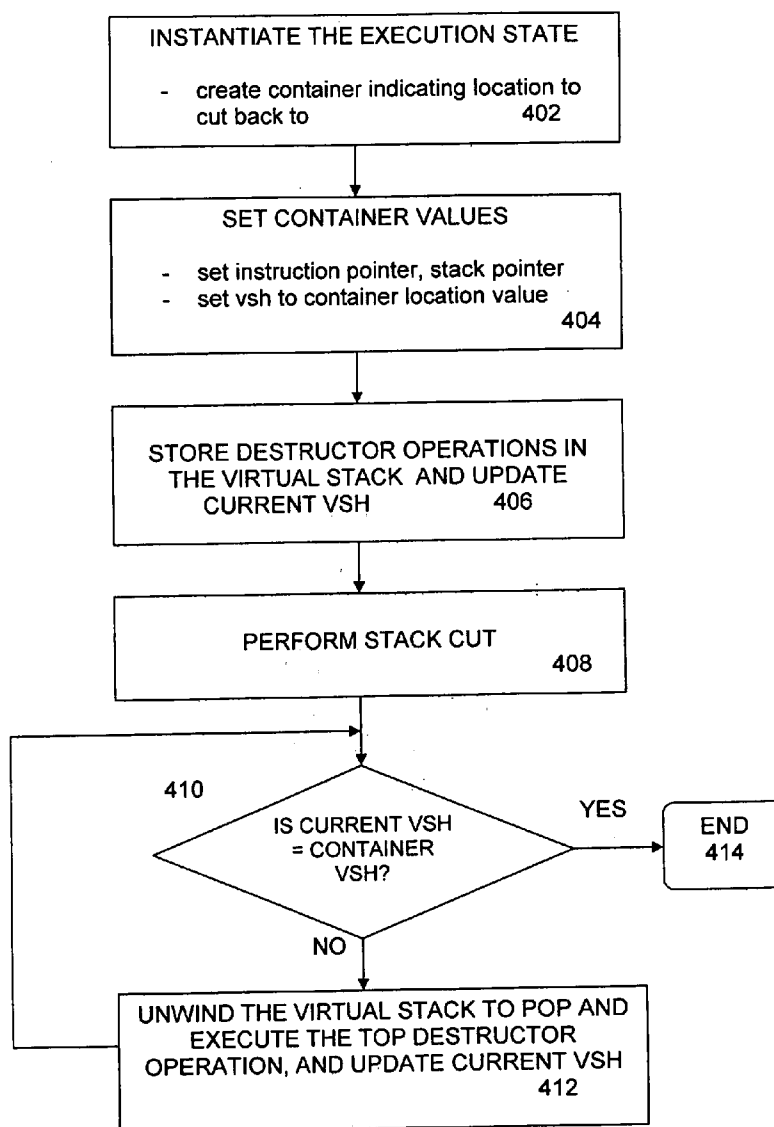 INSTANTIATE THE EXECUTION STATE
- create container indicating location to
cut back to 402
SET CONTAINER VALUES
- set instruction pointer, stack pointer
- set vsh to container location value
404
STORE DESTRUCTOR OPERATIONS IN
THE VIRTUAL STACK AND UPDATE
CURRENT VSH 406
PERFORM STACK CUT
408
410
IS CURRENT VSH
= CONTAINER
VSH?
YES
END
414
NO
UNWIND THE VIRTUAL STACK TO POP AND
EXECUTE THE TOP DESTRUCTOR
OPERATION, AND UPDATE CURRENT VSH
412